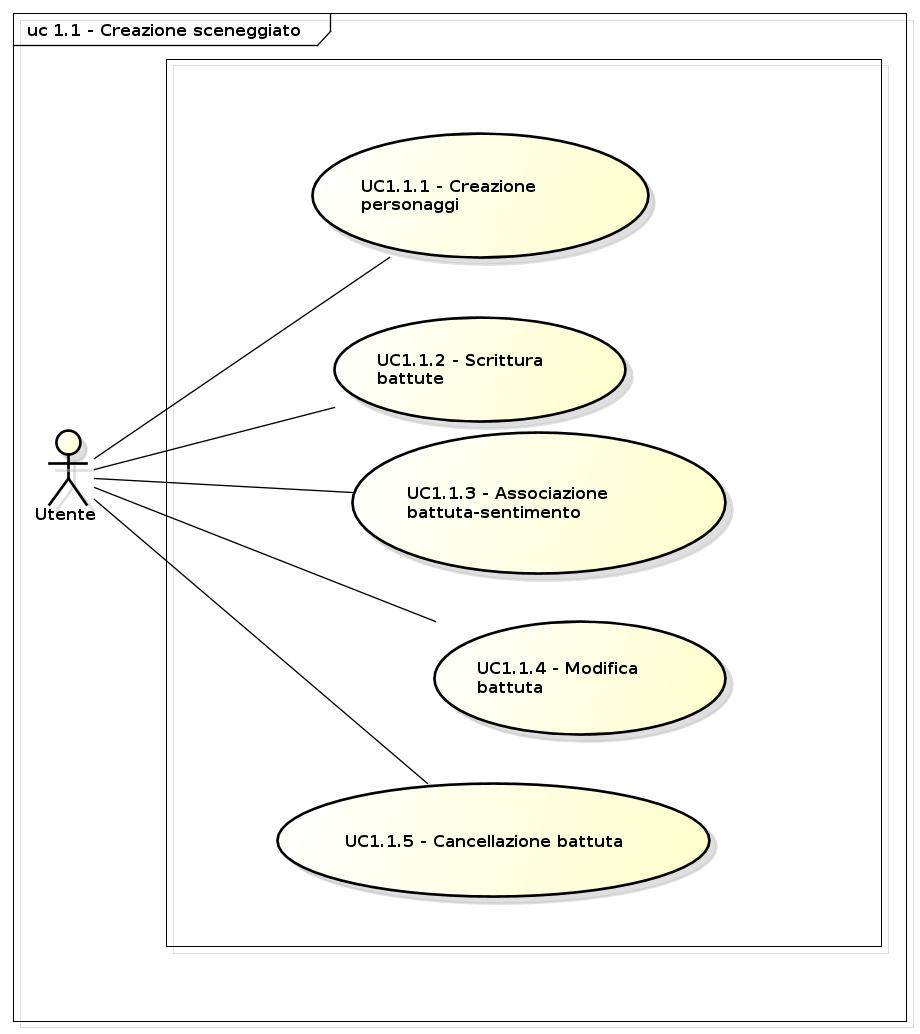 uc 1.1 - Creazione sceneggiato
UC1.1.1 - Creazione
personaggi
UC1.1.2 - Scrittura
battute
UC1.1.3 - Associazione
battuta-sentimento
Utente
UC1.1.4 - Modifica
battuta
UC1.1.5 - Cancellazione battuta